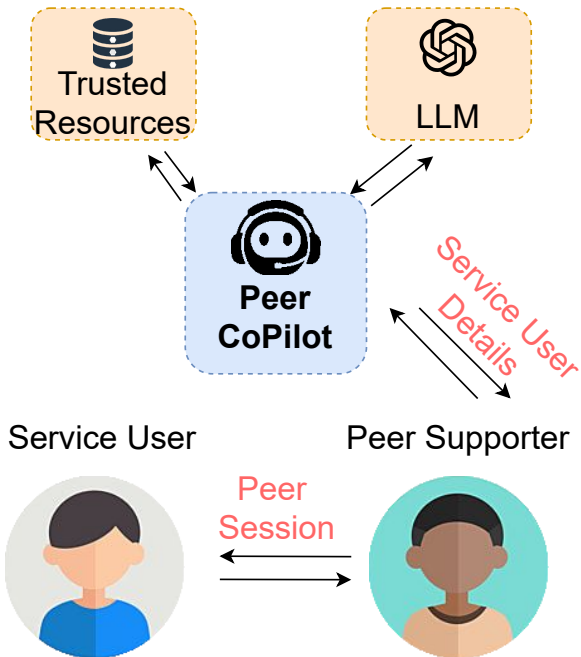 Trusted
Resources
LLM
Peer
CoPilot
Service User
Details
Service User
Peer Supporter
Peer
Session